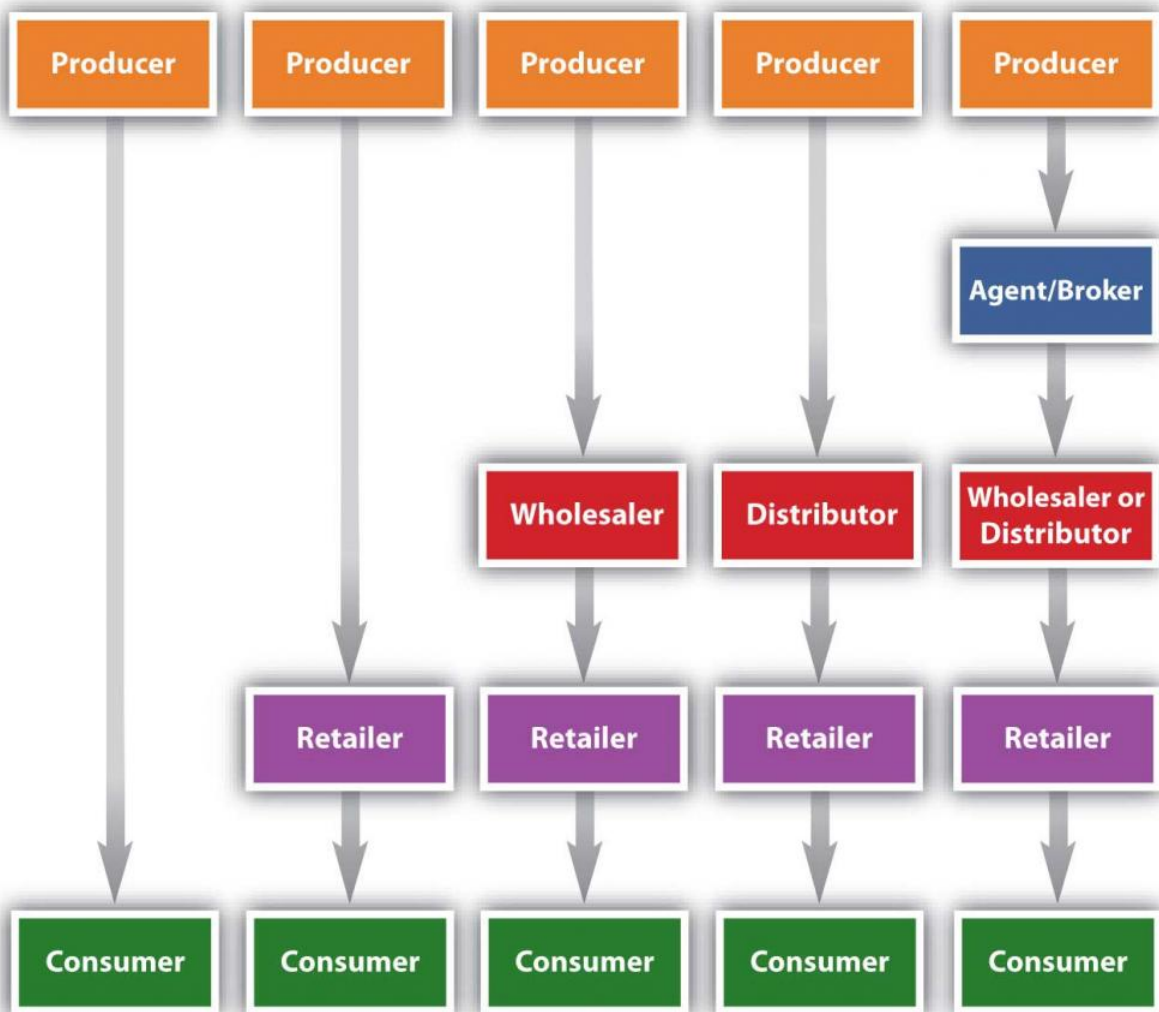 Producer
Producer
Producer
Producer
Producer
Agent/Broker
Wholesaler
Distributor
Wholesaler or
Distributor
Retailer
Retailer
Retailer
Retailer
Consumer
Consumer
Consumer
Consumer
Consumer